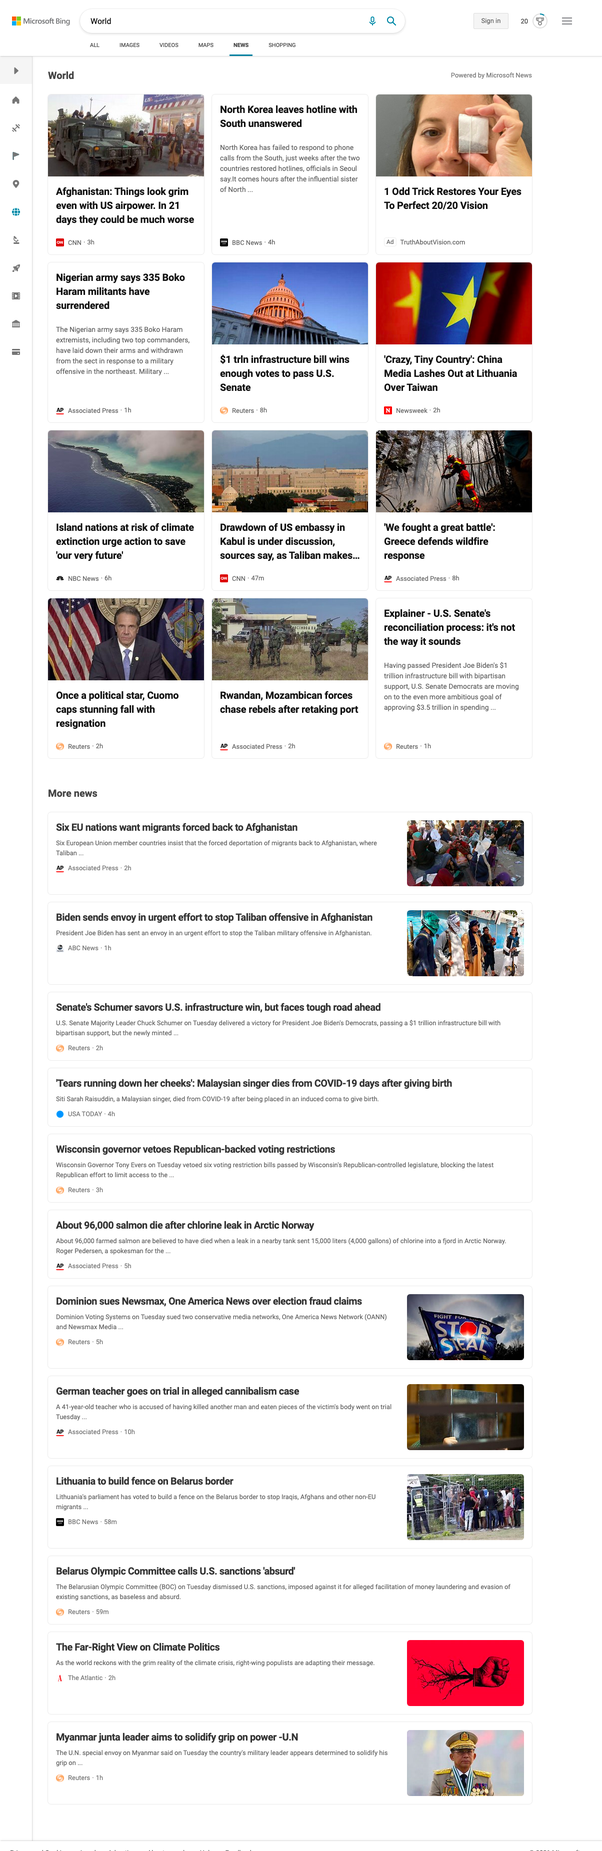 Microsoft Bing
World
Sign in
20
ALL
IMAGES
VIDEOS
MAPS
NEWS
SHOPPING
World
Powered by Microsoft News
Afghanistan: Things look grim
even with US airpower. In 21
days they could be much worse
CNN · 3h
North Korea leaves hotline with
South unanswered
North Korea has failed to respond to phone
calls from the South, just weeks after the two
countries restored hotlines, officials in Seoul
say.It comes hours after the influential sister
of North ...
BBC News · 4h
1 Odd Trick Restores Your Eyes
To Perfect 20/20 Vision
Ad TruthAboutVision.com
Nigerian army says 335 Boko
Haram militants have
surrendered
The Nigerian army says 335 Boko Haram
extremists, including two top commanders,
have laid down their arms and withdrawn
from the sect in response to a military
offensive in the northeast. Military ...
AP Associated Press · 1h
$1 trln infrastructure bill wins
enough votes to pass U.S.
Senate
Reuters · 8h
'Crazy, Tiny Country': China
Media Lashes Out at Lithuania
Over Taiwan
N Newsweek · 2h
Island nations at risk of climate
extinction urge action to save
'our very future'
NBC News · 6h
Drawdown of US embassy in
Kabul is under discussion,
sources say, as Taliban makes...
CNN · 47m
'We fought a great battle':
Greece defends wildfire
response
AP Associated Press · 8h
Once a political star, Cuomo
caps stunning fall with
resignation
Reuters · 2h
Rwandan, Mozambican forces
chase rebels after retaking port
AP Associated Press · 2h
Explainer - U.S. Senate's
reconciliation process: it's not
the way it sounds
Having passed President Joe Biden's $1
trillion infrastructure bill with bipartisan
support, U.S. Senate Democrats are moving
on to the even more ambitious goal of
approving $3.5 trillion in spending ...
Reuters · 1h
More news
Six EU nations want migrants forced back to Afghanistan
Six European Union member countries insist that the forced deportation of migrants back to Afghanistan, where
Taliban ...
AP Associated Press · 2h
Biden sends envoy in urgent effort to stop Taliban offensive in Afghanistan
President Joe Biden has sent an envoy in an urgent effort to stop the Taliban military offensive in Afghanistan.
ABC News · 1h
Senate's Schumer savors U.S. infrastructure win, but faces tough road ahead
U.S. Senate Majority Leader Chuck Schumer on Tuesday delivered a victory for President Joe Biden's Democrats, passing a $1 trillion infrastructure bill with
bipartisan support, but the newly minted ...
Reuters · 2h
'Tears running down her cheeks': Malaysian singer dies from COVID-19 days after giving birth
Siti Sarah Raisuddin, a Malaysian singer, died from COVID-19 after being placed in an induced coma to give birth.
USA TODAY · 4h
Wisconsin governor vetoes Republican-backed voting restrictions
Wisconsin Governor Tony Evers on Tuesday vetoed six voting restriction bills passed by Wisconsin's Republican-controlled legislature, blocking the latest
Republican effort to limit access to the ...
Reuters · 3h
About 96,000 salmon die after chlorine leak in Arctic Norway
About 96,000 farmed salmon are believed to have died when a leak in a nearby tank sent 15,000 liters (4,000 gallons) of chlorine into a fjord in Arctic Norway.
Roger Pedersen, a spokesman for the ...
AP Associated Press · 5h
Dominion sues Newsmax, One America News over election fraud claims
Dominion Voting Systems on Tuesday sued two conservative media networks, One America News Network (OANN)
and Newsmax Media ...
Reuters · 5h
STOP
STEAL
German teacher goes on trial in alleged cannibalism case
A 41-year-old teacher who is accused of having killed another man and eaten pieces of the victim's body went on trial
Tuesday ...
AP Associated Press · 10h
Lithuania to build fence on Belarus border
Lithuania's parliament has voted to build a fence on the Belarus border to stop Iraqis, Afghans and other non-EU
migrants ...
BBC News · 58m
Belarus Olympic Committee calls U.S. sanctions 'absurd'
The Belarusian Olympic Committee (BOC) on Tuesday dismissed U.S. sanctions, imposed against it for alleged facilitation of money laundering and evasion of
existing sanctions, as baseless and absurd.
Reuters · 59m
The Far-Right View on Climate Politics
As the world reckons with the grim reality of the climate crisis, right-wing populists are adapting their message.
The Atlantic · 2h
Myanmar junta leader aims to solidify grip on power -U.N
The U.N. special envoy on Myanmar said on Tuesday the country's military leader appears determined to solidify his
grip on ...
Reuters · 1h